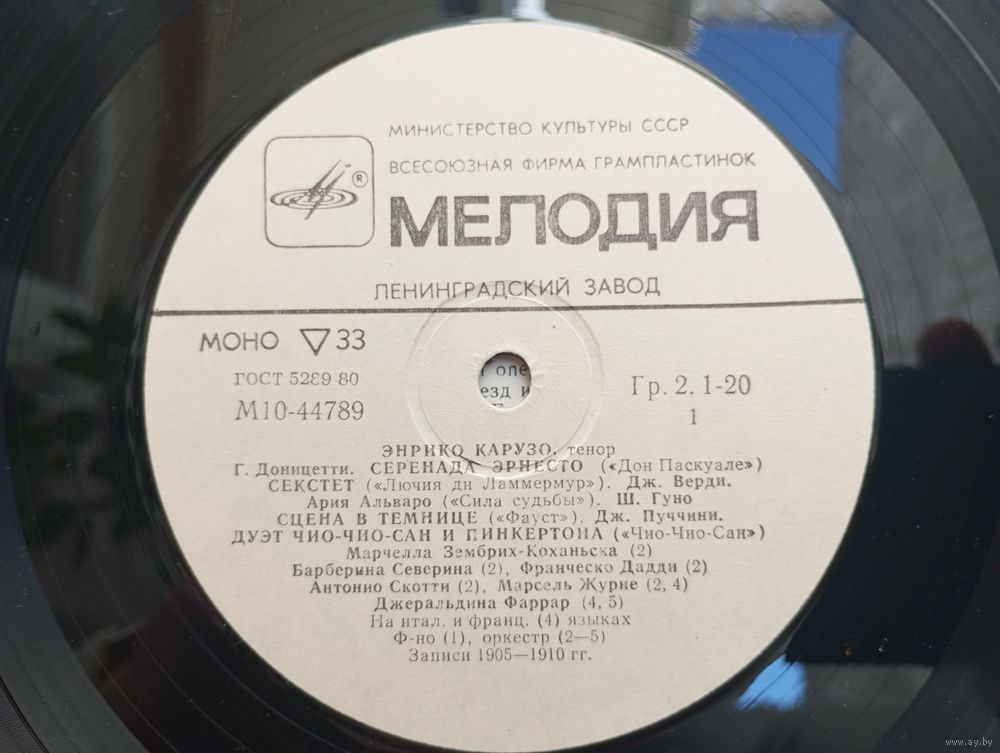 МИНИСТЕРСТВО КУЛЬТУРЫ СССР
ВСЕСОЮЗНАЯ ФИРМА ГРАМПЛАСТИНОК
®
МЕЛОДИЯ
ЛЕНИНГРАДСКИЙ ЗАВОД
МОНО ▽ 33
ГОСТ 5289 80
М10-44789
Гр. 2. 1-20
1
ЭНРИКО КАРУЗО, тенор
Г. Доницетти. СЕРЕНАДА ЭРНЕСТО («Дон Паскуале»)
СЕКСТЕТ («Лючия ди Ламмермур»). Дж. Верди.
Ария Альваро («Сила судьбы»). Ш. Гуно
СЦЕНА В ТЕМНИЦЕ («Фауст»). Дж. Пуччини.
ДУЭТ ЧИО-ЧИО-САН И ПИНКЕРТОНА («Чио-Чио-Сан»)
Марчелла Зембрих-Коханьска (2)
Барберина Северина (2), Франческо Дадди (2)
Антонио Скотти (2), Марсель Журне (2, 4)
Джеральдина Фаррар (4, 5)
На итал. и франц. (4) языках
Ф-но (1), оркестр (2—5)
Записи 1905—1910 гг.
www.ay.by